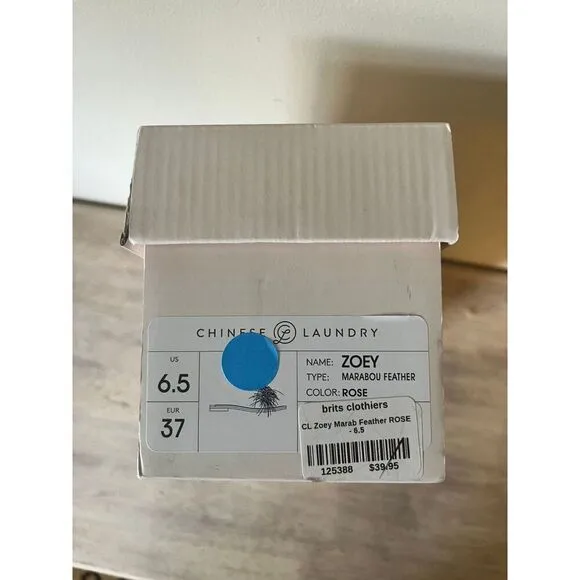 CHINESE LAUNDRY
US
6.5
EUR
37
NAME: ZOEY
TYPE: MARABOU FEATHER
COLOR: ROSE
brits clothiers
CL Zoey Marab Feather ROSE
- 6.5
125388 $39.95